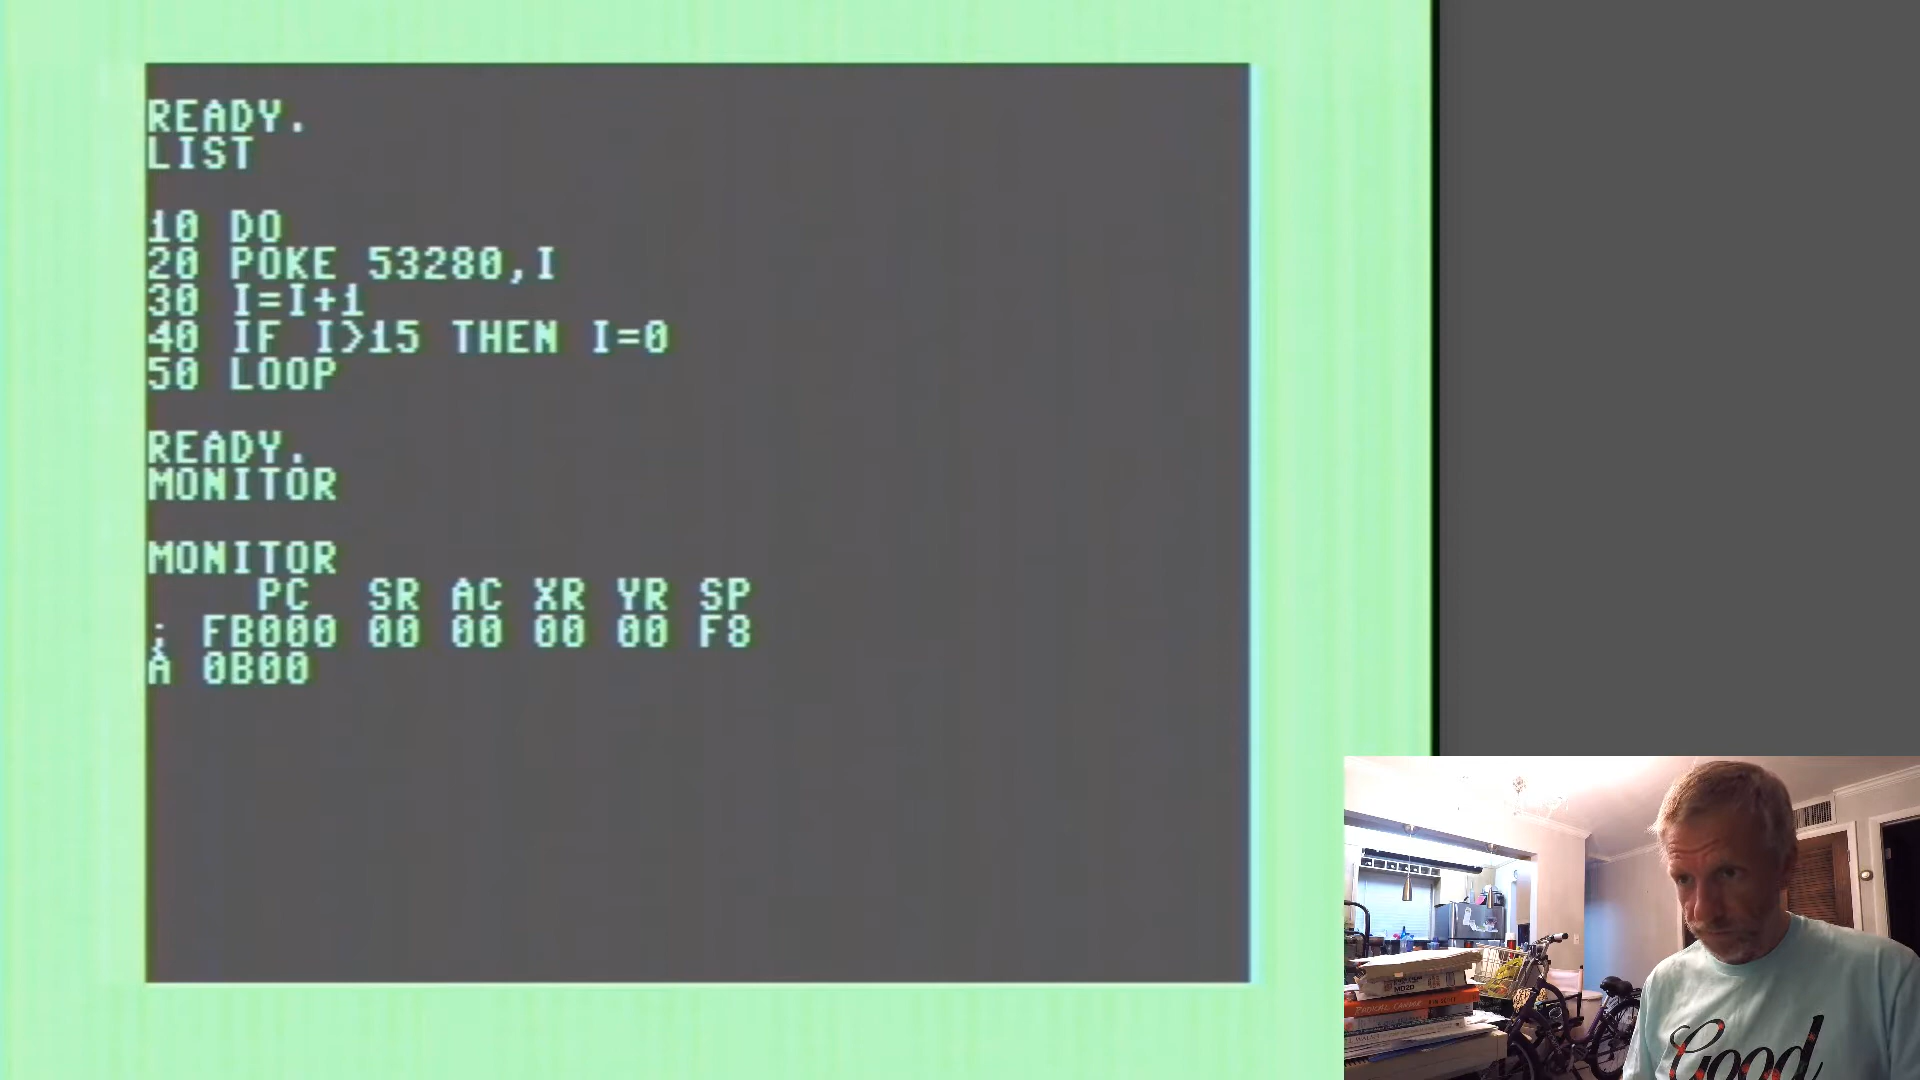 READY.
LIST
10 DO
20 POKE 53280,I
30 I=I+1
40 IF I>15 THEN I=0
50 LOOP
READY.
MONITOR
MONITOR
PC SR AC XR YR SP
; FB000 00 00 00 00 F8
A 0B00
Good